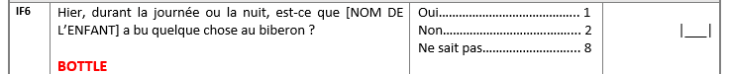 IF6 Hier, durant la journée ou la nuit, est-ce que [NOM DE Oui.......................................... 1
L'ENFANT] a bu quelque chose au biberon ? Non.......................................... 2 |___|
Ne sait pas............................. 8
BOTTLE